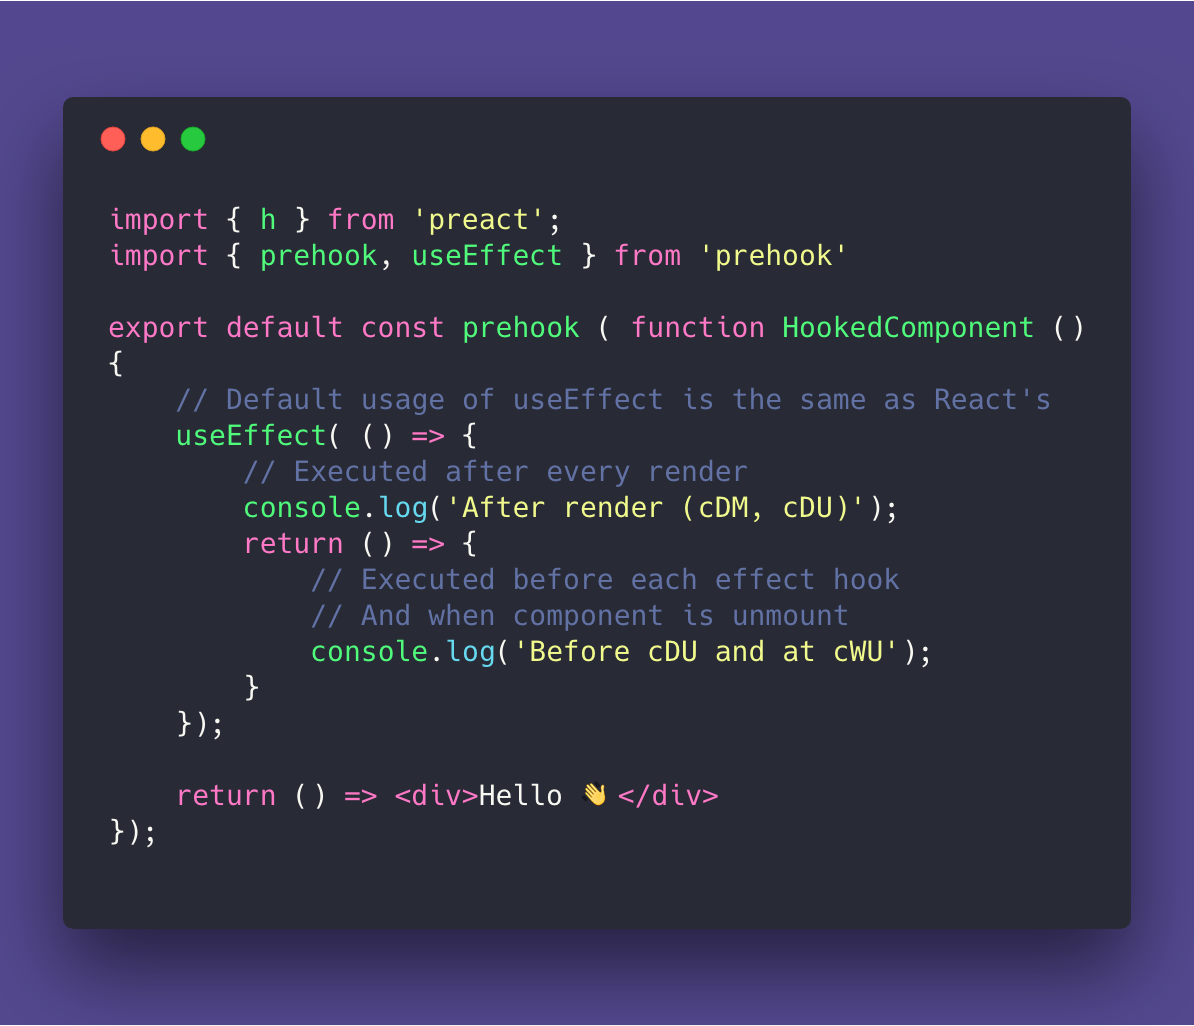 import { h } from 'preact';
import { prehook, useEffect } from 'prehook'
export default const prehook ( function HookedComponent ()
{
    // Default usage of useEffect is the same as React's
    useEffect( () => {
        // Executed after every render
        console.log('After render (cDM, cDU)');
        return () => {
            // Executed before each effect hook
            // And when component is unmount
            console.log('Before cDU and at cWU');
        }
    });
    return () => <div>Hello 👋 </div>
});